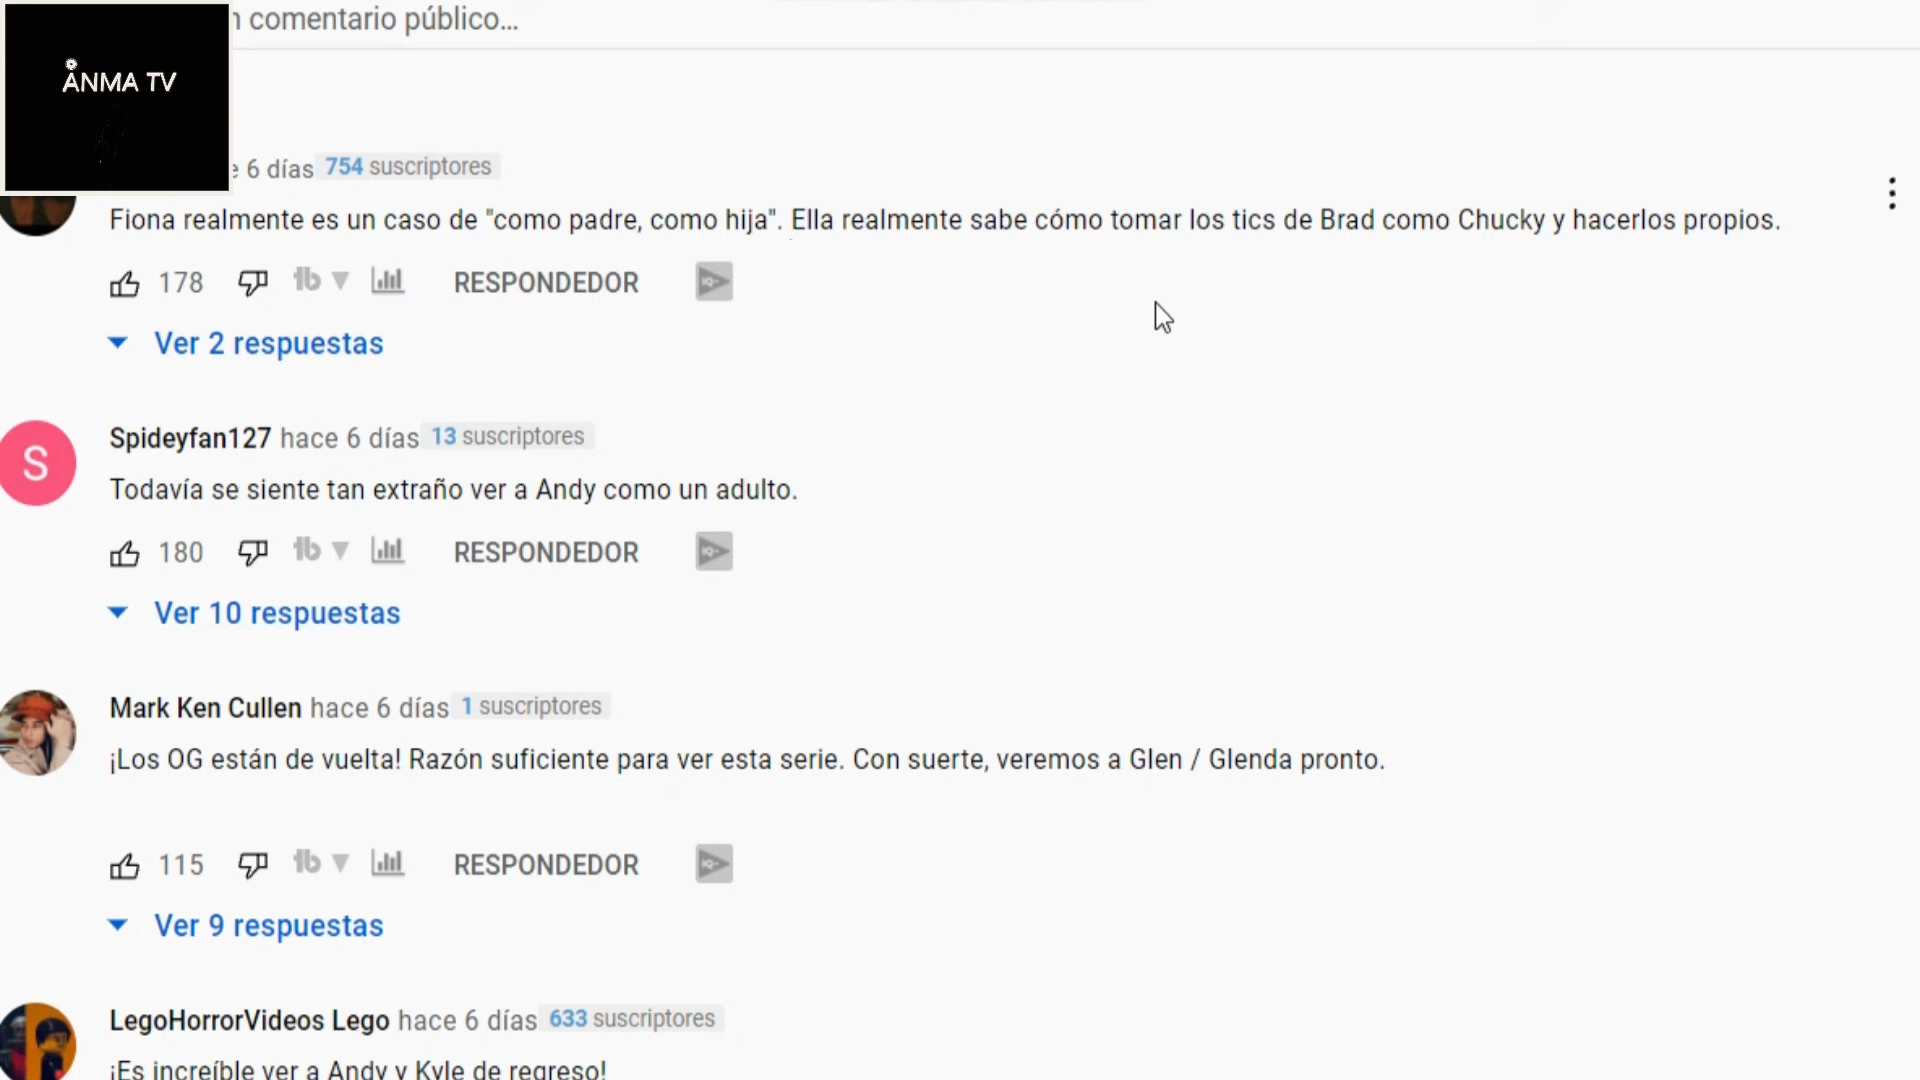 comentario público...
ANMA TV
6 días 754 suscriptores
Fiona realmente es un caso de "como padre, como hija". Ella realmente sabe cómo tomar los tics de Brad como Chucky y hacerlos propios.
178 RESPONDEDOR
Ver 2 respuestas
S
Spideyfan127 hace 6 días 13 suscriptores
Todavía se siente tan extraño ver a Andy como un adulto.
180 RESPONDEDOR
Ver 10 respuestas
Mark Ken Cullen hace 6 días 1 suscriptores
¡Los OG están de vuelta! Razón suficiente para ver esta serie. Con suerte, veremos a Glen / Glenda pronto.
115 RESPONDEDOR
Ver 9 respuestas
LegoHorrorVideos Lego hace 6 días 633 suscriptores
¡Es increíble ver a Andy y Kyle de regreso!